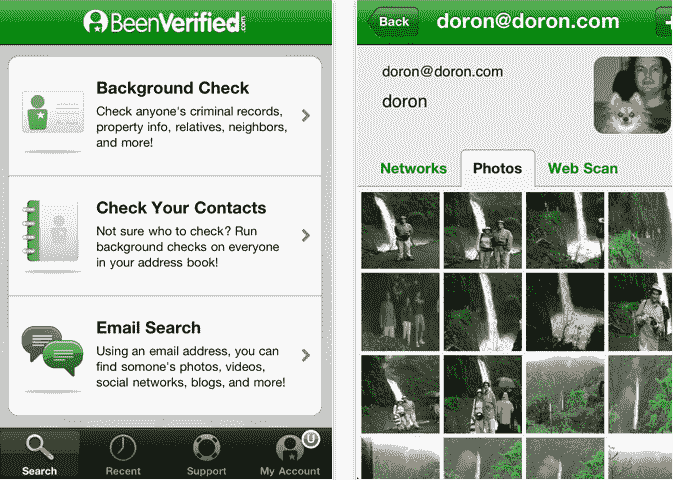 BeenVerified.com
Background Check
Check anyone's criminal records,
property info, relatives, neighbors,
and more!
Check Your Contacts
Not sure who to check? Run
background checks on everyone
in your address book!
Email Search
Using an email address, you can
find somone's photos, videos,
social networks, blogs, and more!
Search Recent Support My Account
U
Back doron@doron.com +
doron@doron.com
doron
Networks Photos Web Scan